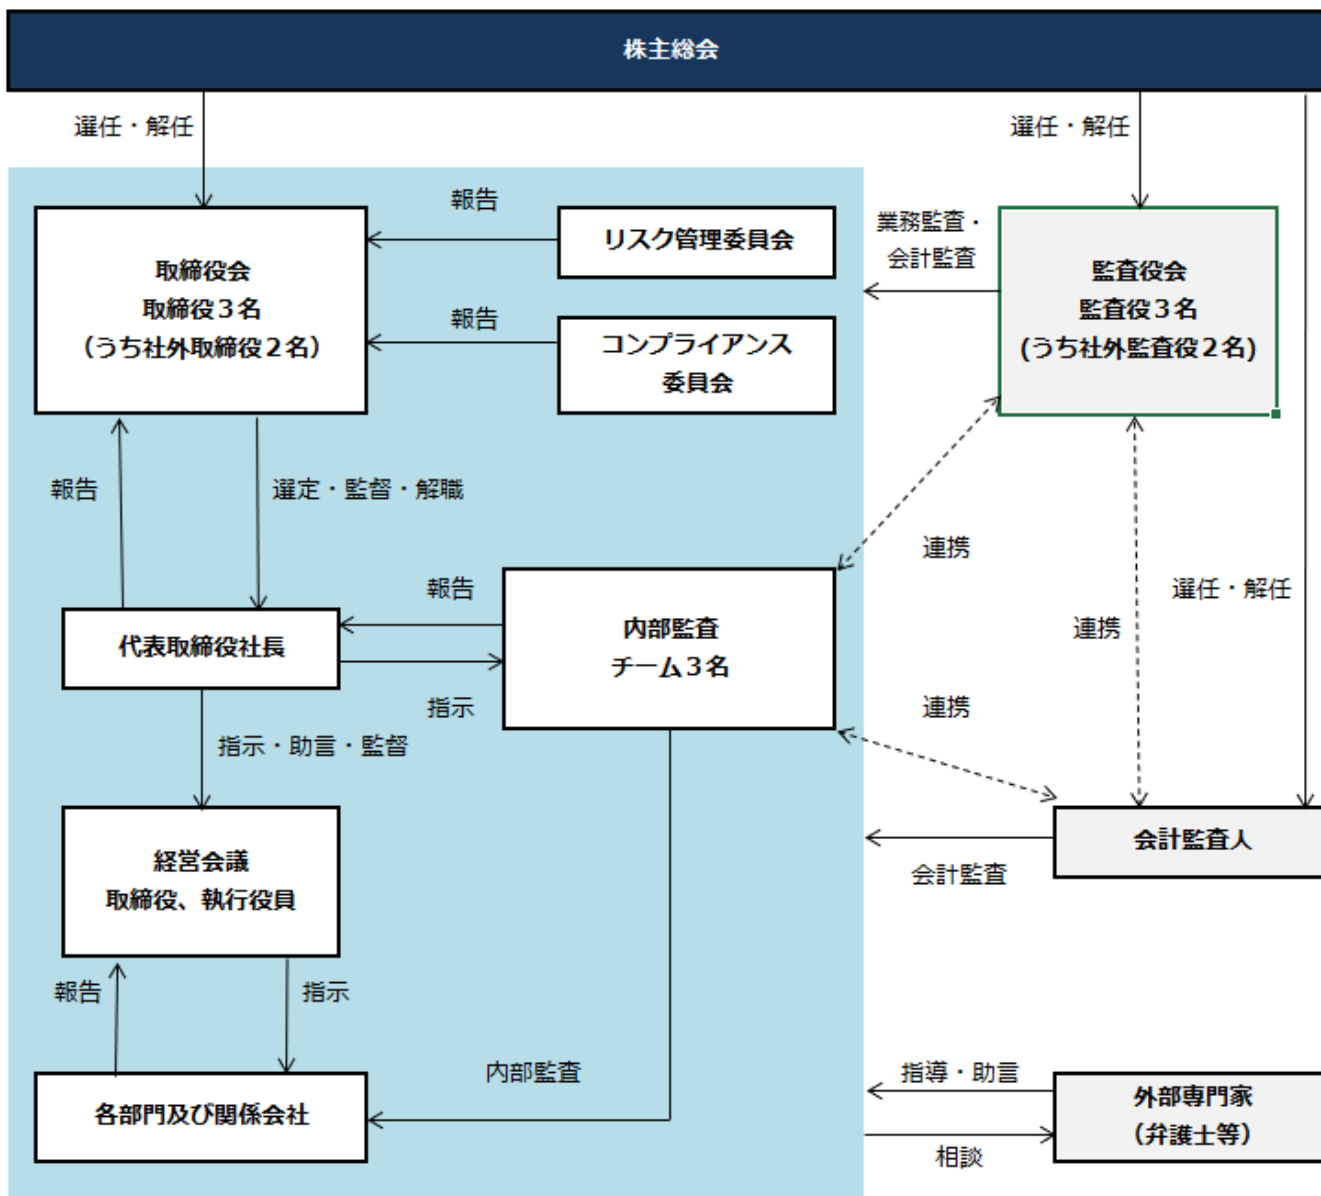 株主総会
選任・解任
選任・解任
報告
リスク管理委員会
業務監査・
会計監査
取締役会
取締役３名
（うち社外取締役２名）
監査役会
監査役３名
(うち社外監査役２名)
報告
コンプライアンス
委員会
報告
選定・監督・解職
連携
報告
選任・解任
代表取締役社長
内部監査
チーム３名
連携
指示
連携
指示・助言・監督
経営会議
取締役、執行役員
会計監査人
会計監査
報告
指示
内部監査
指導・助言
各部門及び関係会社
外部専門家
（弁護士等）
相談